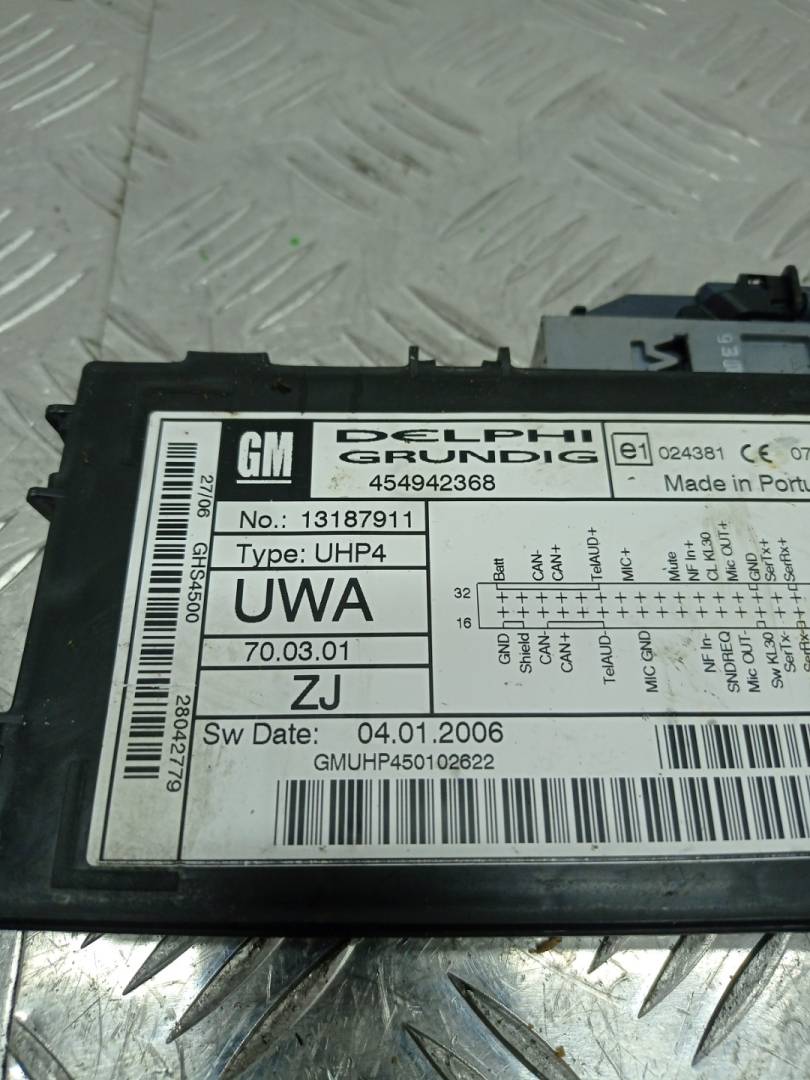 GM
DELPHI
GRUNDIG
454942368
e1 024381 CE 07
Made in Portu
27/06 GHS4500
28042779
No.: 13187911
Type: UHP4
UWA
70.03.01
ZJ
Batt CAN- CAN+ TelAUD+ MIC+ Mute NF In+ CL KL30 Mic OUT+ GND SerTx+ SerRx+
32
16
GND Shield CAN- CAN+ TelAUD- MIC GND NF In- SNDREQ Mic OUT- Sw KL30 SerTx- SerRx-
Sw Date: 04.01.2006
GMUHP450102622